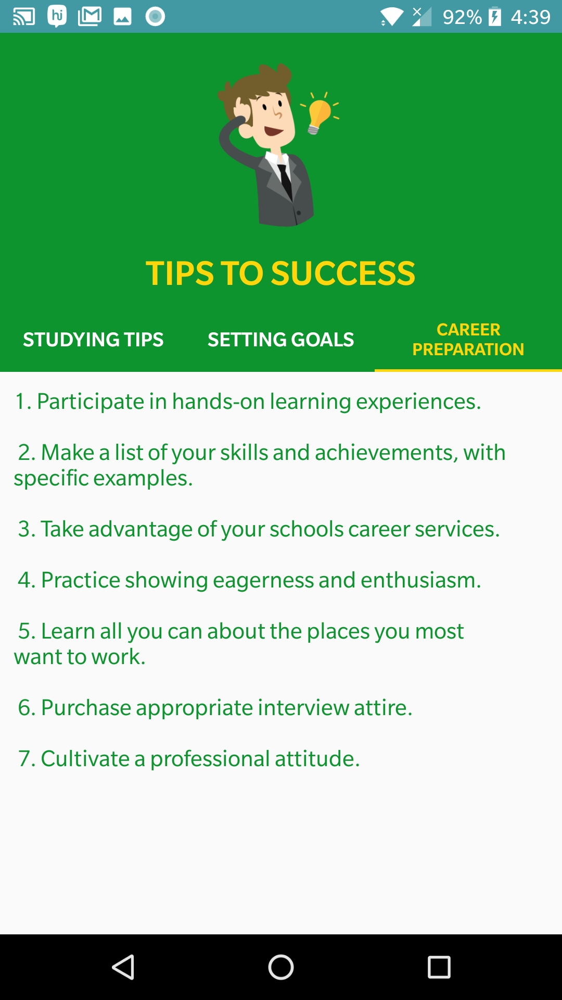 hi
92%
4:39
TIPS TO SUCCESS
STUDYING TIPS
SETTING GOALS
CAREER
PREPARATION
1. Participate in hands-on learning experiences.
2. Make a list of your skills and achievements, with
specific examples.
3. Take advantage of your schools career services.
4. Practice showing eagerness and enthusiasm.
5. Learn all you can about the places you most
want to work.
6. Purchase appropriate interview attire.
7. Cultivate a professional attitude.